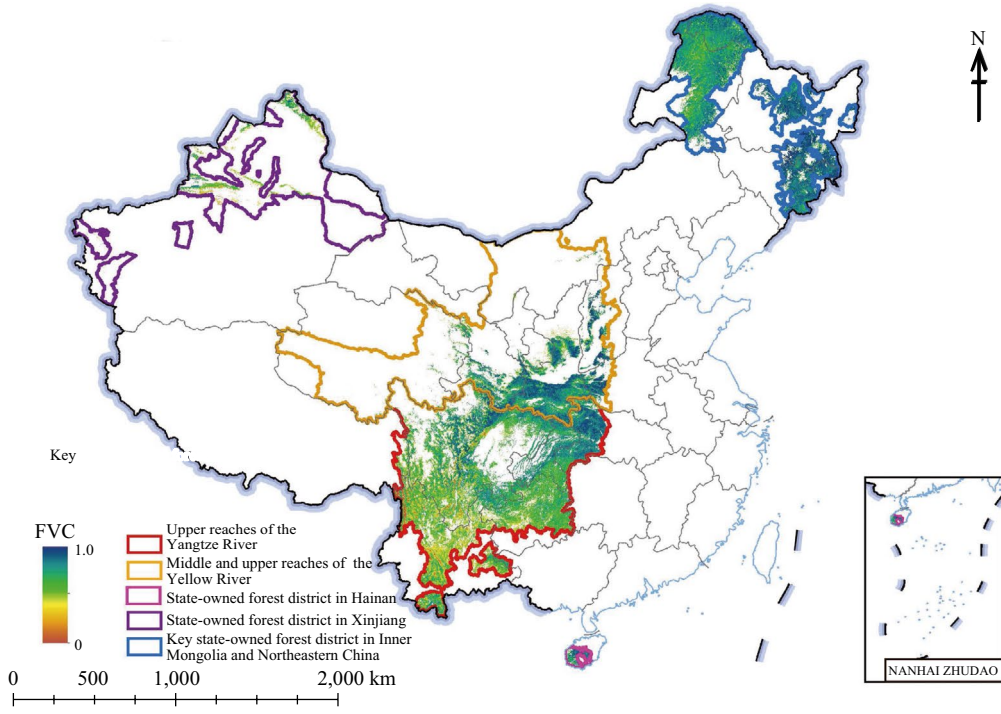 N
Key
FVC
1.0
0
Upper reaches of the
Yangtze River
Middle and upper reaches of the
Yellow River
State-owned forest district in Hainan
State-owned forest district in Xinjiang
Key state-owned forest district in Inner
Mongolia and Northeastern China
0 500 1,000 2,000 km
NANHAI ZHUDAO